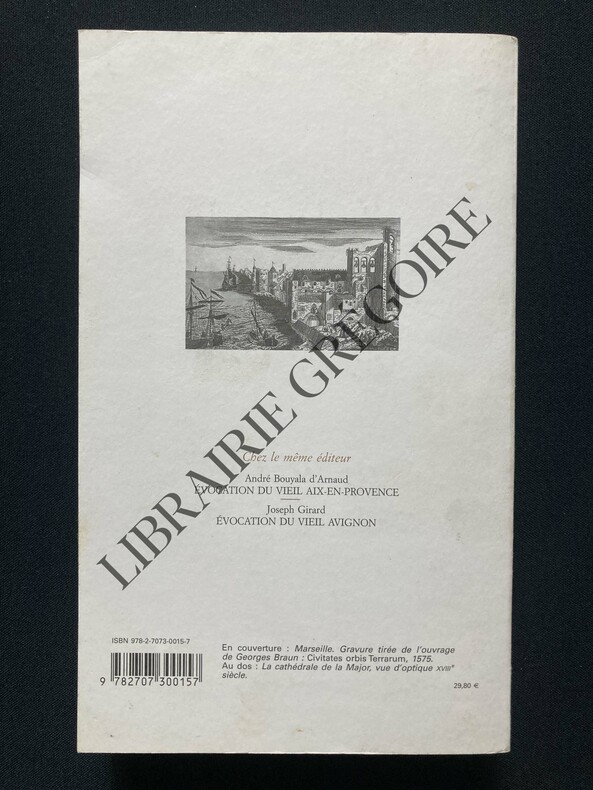 LIBRAIRIE GRÉGOIRE
Chez le même éditeur
André Bouyala d'Arnaud
ÉVOCATION DU VIEIL AIX-EN-PROVENCE
Joseph Girard
ÉVOCATION DU VIEIL AVIGNON
ISBN 978-2-7073-0015-7
9 782707 300157
En couverture : Marseille. Gravure tirée de l'ouvrage
de Georges Braun : Civitates orbis Terrarum, 1575.
Au dos : La cathédrale de la Major, vue d'optique XVIIIe
siècle.
29,80 €